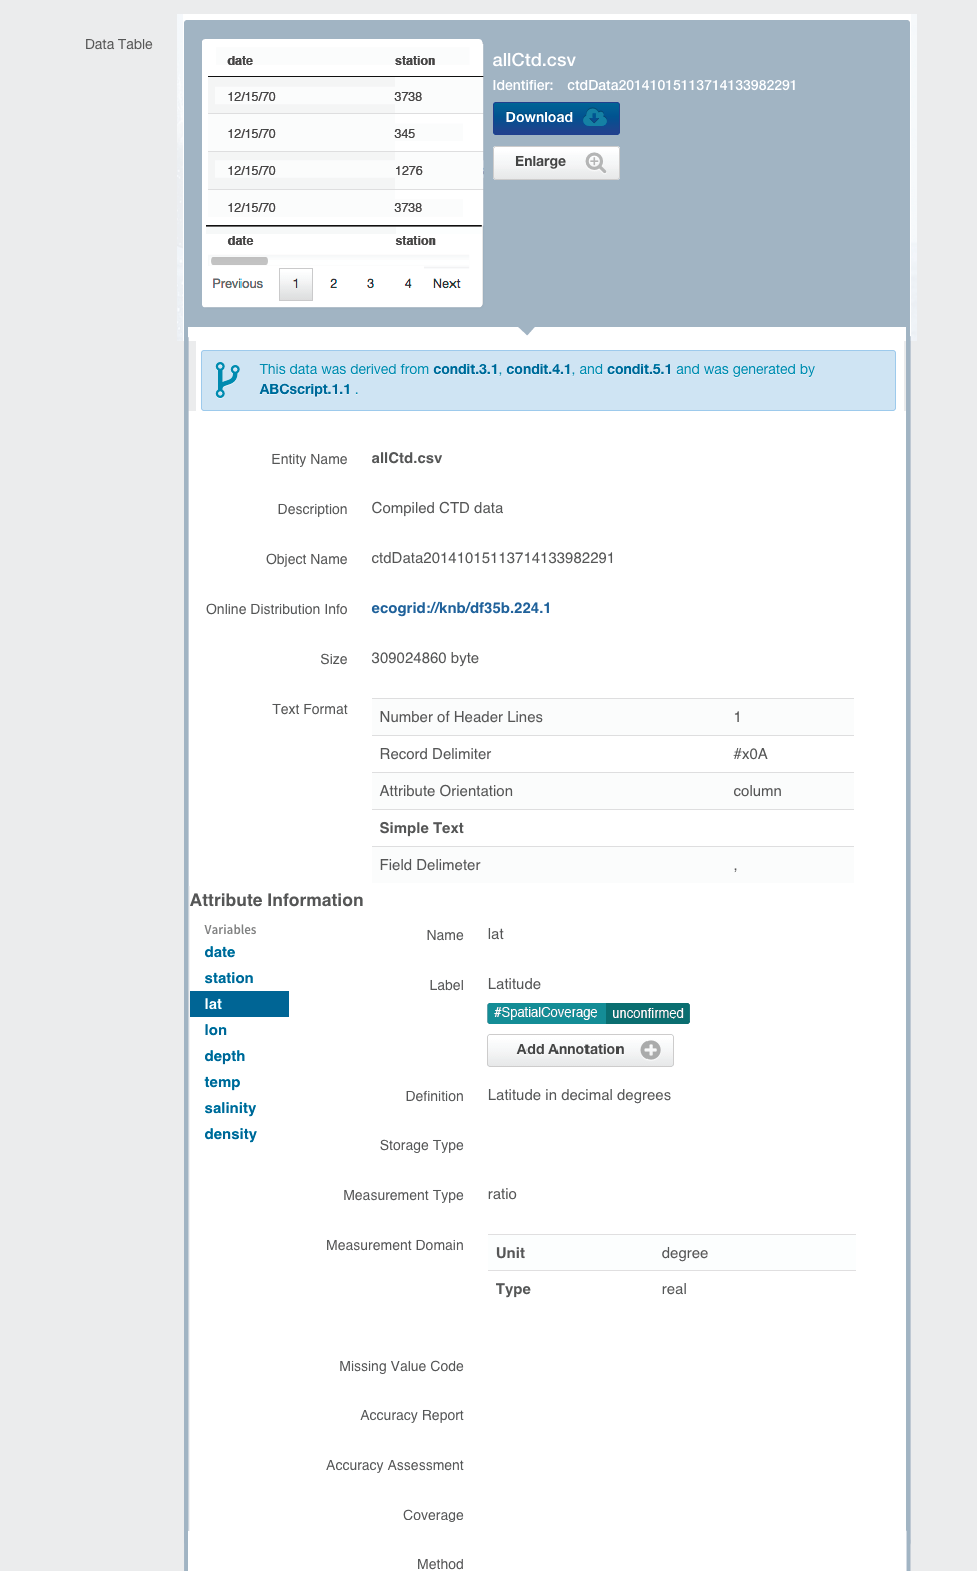 Data Table
date station
12/15/70 3738
12/15/70 345
12/15/70 1276
12/15/70 3738
date station
Previous 1 2 3 4 Next
allCtd.csv
Identifier: ctdData20141015113714133982291
Download
Enlarge
This data was derived from condit.3.1, condit.4.1, and condit.5.1 and was generated by
ABCscript.1.1 .
Entity Name allCtd.csv
Description Compiled CTD data
Object Name ctdData20141015113714133982291
Online Distribution Info ecogrid://knb/df35b.224.1
Size 309024860 byte
Text Format
Number of Header Lines 1
Record Delimiter #x0A
Attribute Orientation column
Simple Text
Field Delimeter ,
Attribute Information
Variables
date
station
lat
lon
depth
temp
salinity
density
Name lat
Label Latitude
#SpatialCoverage unconfirmed
Add Annotation
Definition Latitude in decimal degrees
Storage Type
Measurement Type ratio
Measurement Domain
Unit degree
Type real
Missing Value Code
Accuracy Report
Accuracy Assessment
Coverage
Method